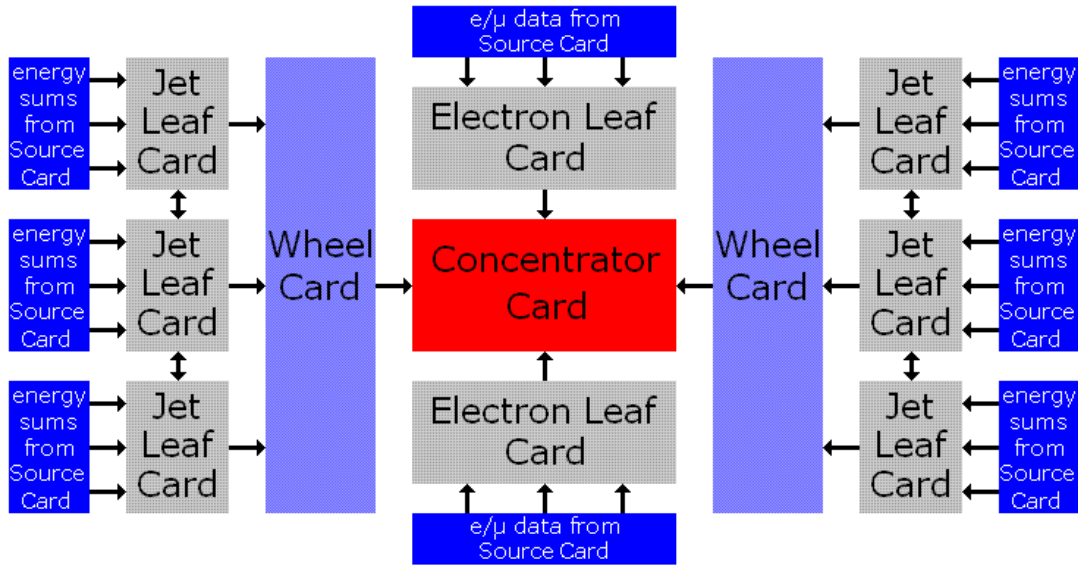 e/μ data from
Source Card
energy
sums
from
Source
Card
Jet
Leaf
Card
Electron Leaf
Card
Jet
Leaf
Card
energy
sums
from
Source
Card
energy
sums
from
Source
Card
Jet
Leaf
Card
Wheel
Card
Concentrator
Card
Wheel
Card
Jet
Leaf
Card
energy
sums
from
Source
Card
energy
sums
from
Source
Card
Jet
Leaf
Card
Electron Leaf
Card
Jet
Leaf
Card
energy
sums
from
Source
Card
e/μ data from
Source Card